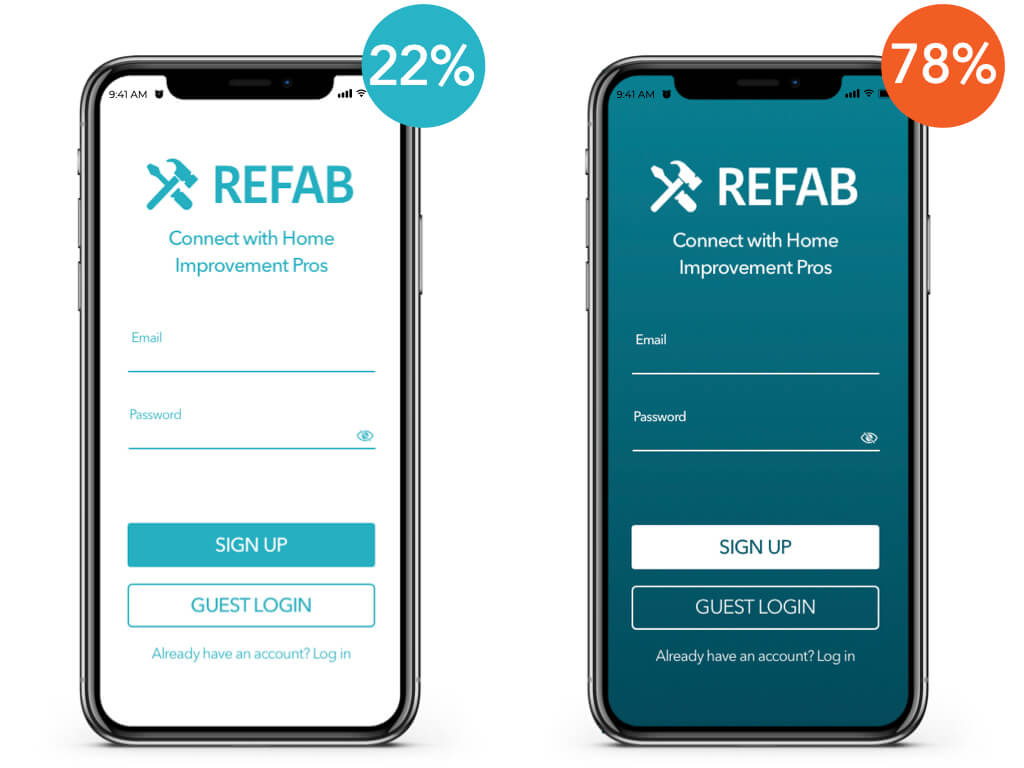 22%
9:41 AM
REFAB
Connect with Home
Improvement Pros
Email
Password
SIGN UP
GUEST LOGIN
Already have an account? Log in
78%
9:41 AM
REFAB
Connect with Home
Improvement Pros
Email
Password
SIGN UP
GUEST LOGIN
Already have an account? Log in